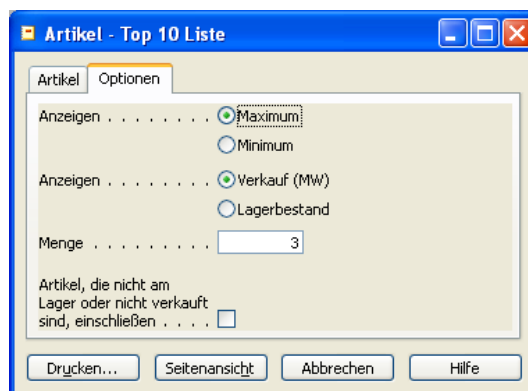 Artikel - Top 10 Liste
Artikel Optionen
Anzeigen . . . . . . . . Maximum
Minimum
Anzeigen . . . . . . . . Verkauf (MW)
Lagerbestand
Menge . . . . . . . . . 3
Artikel, die nicht am
Lager oder nicht verkauft
sind, einschließen . . . .
Drucken... Seitenansicht Abbrechen Hilfe